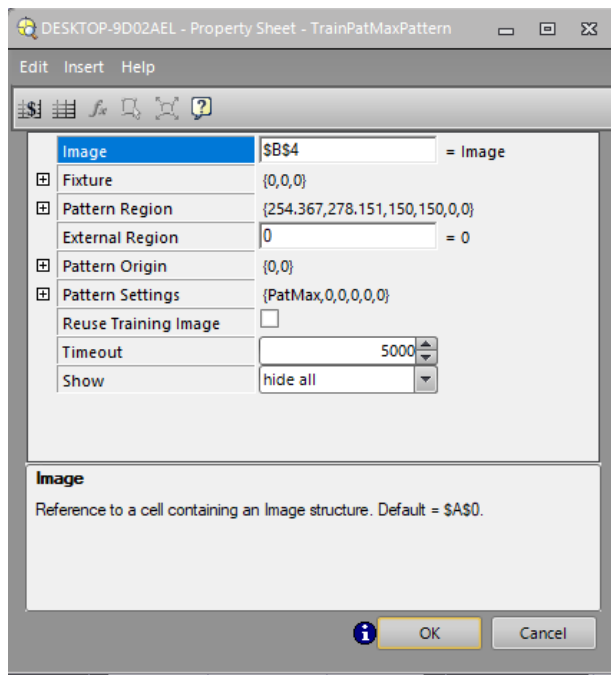 DESKTOP-9D02AEL - Property Sheet - TrainPatMaxPattern
Edit Insert Help
$ fx ?
Image $B$4 = Image
Fixture {0,0,0}
Pattern Region {254.367,278.151,150,150,0,0}
External Region 0 = 0
Pattern Origin {0,0}
Pattern Settings {PatMax,0,0,0,0,0}
Reuse Training Image
Timeout 5000
Show hide all
Image
Reference to a cell containing an Image structure. Default = $A$0.
i OK Cancel